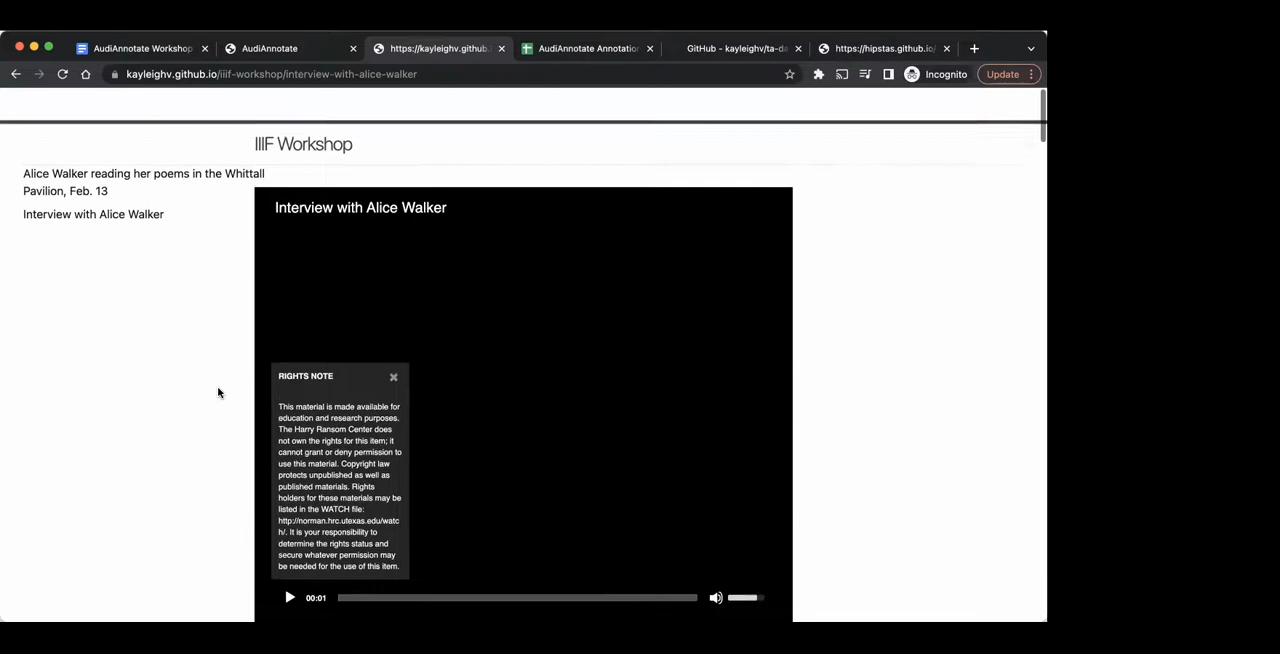 AudiAnnotate Workshop
AudiAnnotate
https://kayleighv.github.
AudiAnnotate Annotation
GitHub - kayleighv/ta-da
https://hipstas.github.io/
kayleighv.github.io/iiif-workshop/interview-with-alice-walker
Incognito
Update
IIIF Workshop
Alice Walker reading her poems in the Whittall
Pavilion, Feb. 13
Interview with Alice Walker
Interview with Alice Walker
RIGHTS NOTE
This material is made available for
education and research purposes.
The Harry Ransom Center does
not own the rights for this item; it
cannot grant or deny permission to
use this material. Copyright law
protects unpublished as well as
published materials. Rights
holders for these materials may be
listed in the WATCH file:
http://norman.hrc.utexas.edu/watc
h/. It is your responsibility to
determine the rights status and
secure whatever permission may
be needed for the use of this item.
00:01